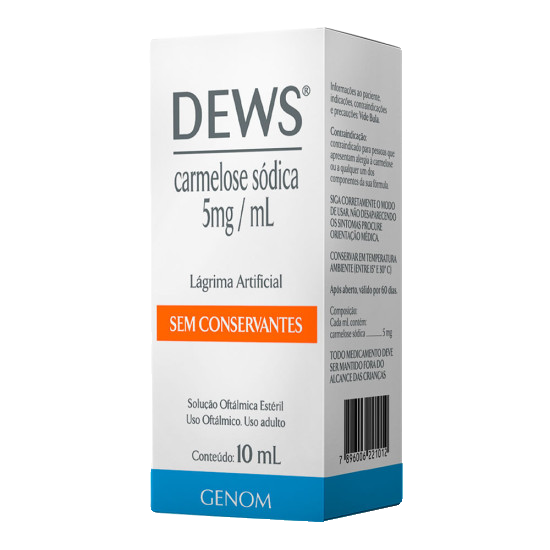 DEWS®
carmelose sódica
5mg / mL
Lágrima Artificial
SEM CONSERVANTES
Solução Oftálmica Estéril
Uso Oftálmico. Uso adulto
Conteúdo: 10 mL
GENOM
Informações ao paciente,
indicações, contraindicações
e precauções: Vide Bula.
Contraindicação:
contraindicado para pessoas que
apresentam alergia à carmelose
ou a qualquer um dos
componentes da sua fórmula.
SIGA CORRETAMENTE O MODO
DE USAR, NÃO DESAPARECENDO
OS SINTOMAS PROCURE
ORIENTAÇÃO MÉDICA.
CONSERVAR EM TEMPERATURA
AMBIENTE (ENTRE 15° E 30° C)
Após aberto, válido por 60 dias.
Composição:
Cada mL contém:
carmelose sódica ............5 mg
TODO MEDICAMENTO DEVE
SER MANTIDO FORA DO
ALCANCE DAS CRIANÇAS
7 896006 221012